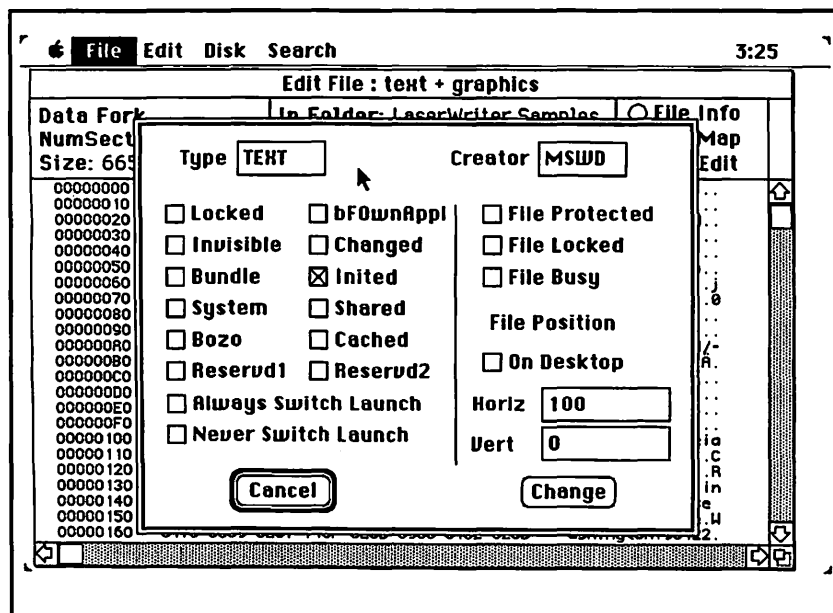 File Edit Disk Search 3:25
Edit File : text + graphics
Data Fork In Folder: LaserWriter Samples File Info
NumSect Map
Size: 665 Edit
Type TEXT Creator MSWD
Locked bFOwnAppl File Protected
Invisible Changed File Locked
Bundle Inited File Busy
System Shared
File Position
Bozo Cached
On Desktop
Reservd1 Reservd2
Always Switch Launch Horiz 100
Never Switch Launch Vert 0
Cancel Change
00000000
00000010
00000020
00000030
00000040
00000050
00000060
00000070
00000080
00000090
000000A0
000000B0
000000C0
000000D0
000000E0
000000F0
00000100
00000110
00000120
00000130
00000140
00000150
00000160